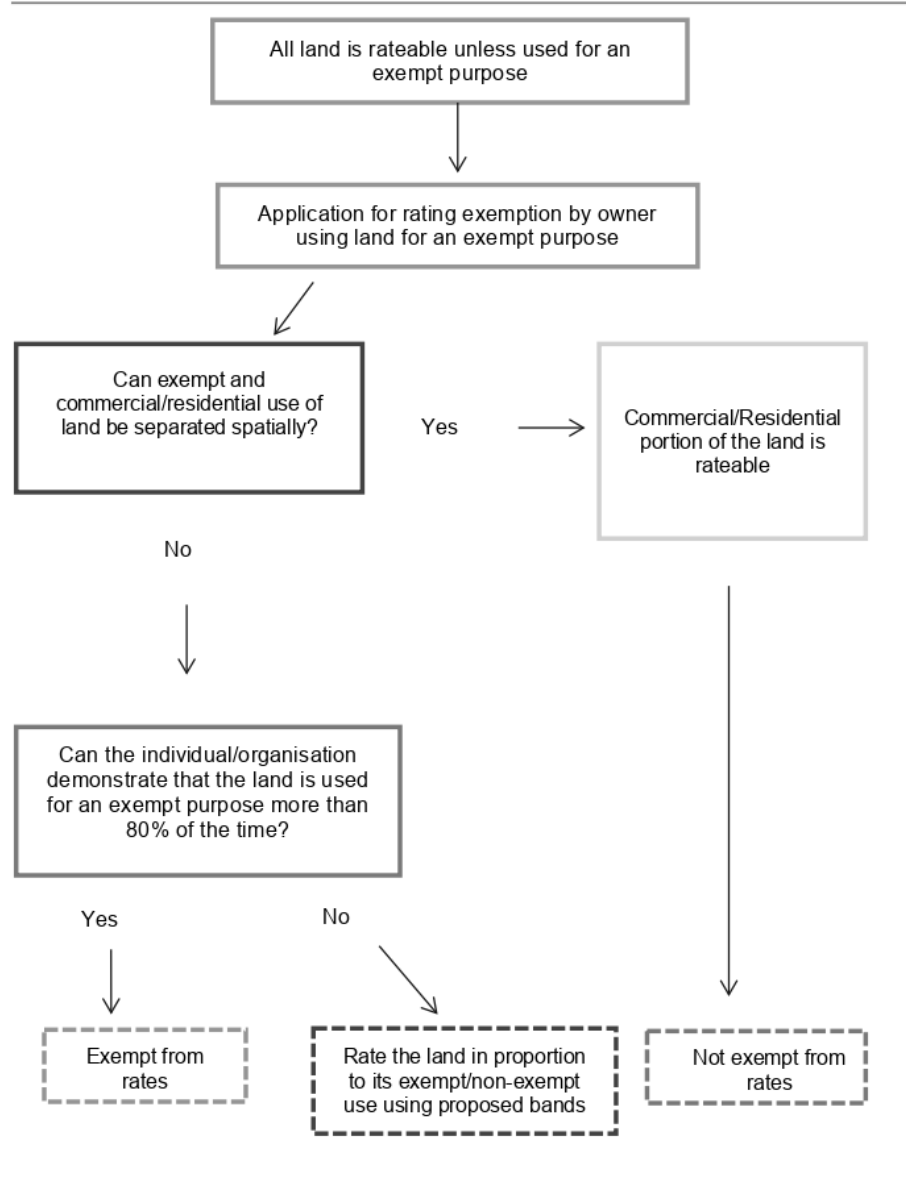 All land is rateable unless used for an
exempt purpose
Application for rating exemption by owner
using land for an exempt purpose
Can exempt and
commercial/residential use of
land be separated spatially?
Yes
Commercial/Residential
portion of the land is
rateable
No
Can the individual/organisation
demonstrate that the land is used
for an exempt purpose more than
80% of the time?
Yes
No
Exempt from
rates
Rate the land in proportion
to its exempt/non-exempt
use using proposed bands
Not exempt from
rates